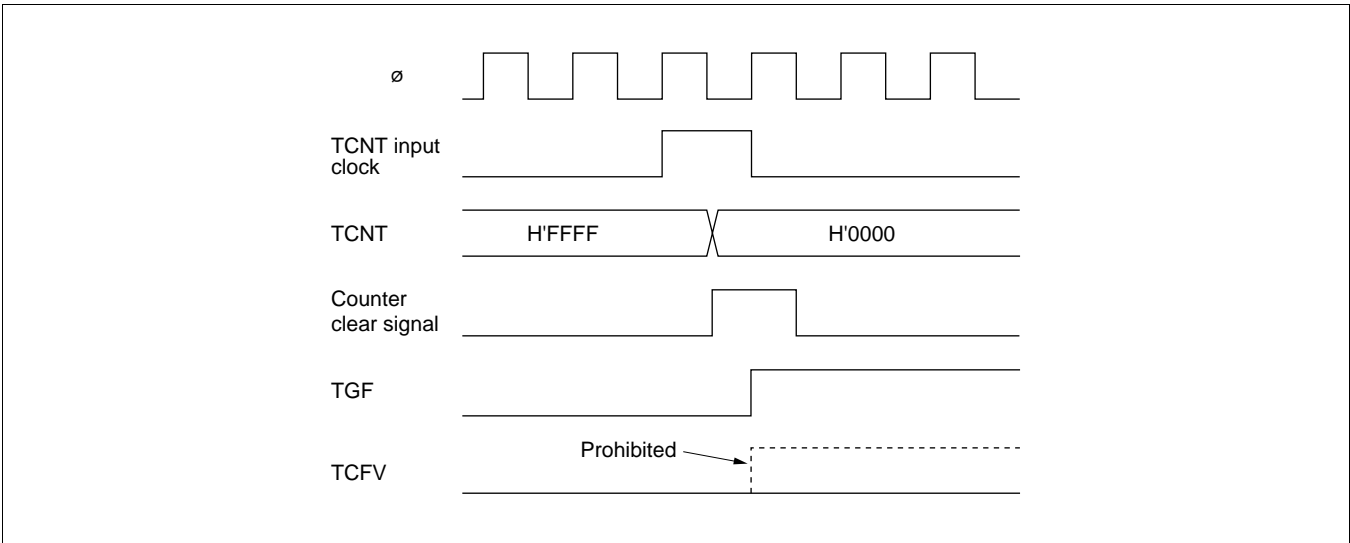 ø
TCNT input
clock
TCNT
H'FFFF
H'0000
Counter
clear signal
TGF
Prohibited
TCFV